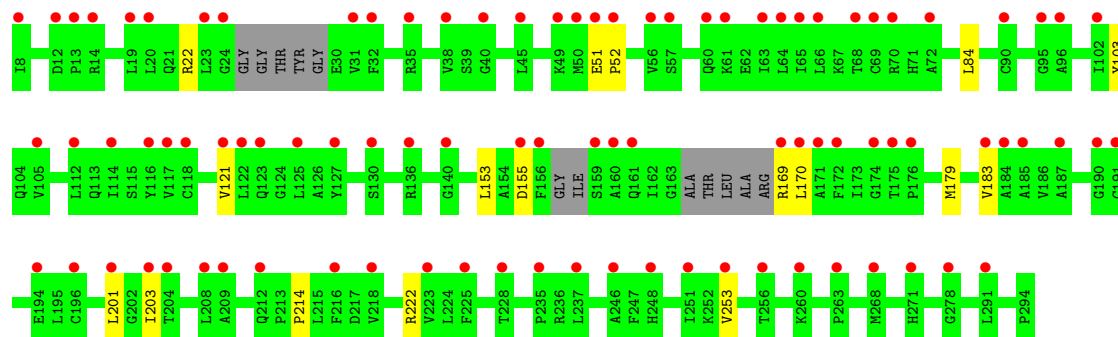 I8 D12 P13 R14 L19 L20 Q21 R22 L23 G24 GLY GLY THR TYR GLY E30 V31 F32 R35 V38 S39 G40 L45 K49 M50 E51 P52 V56 S57 Q60 K61 E62 I63 L64 I65 L66 K67 T68 C69 R70 H71 A72 L84 C90 G95 A96 I102 Y103
Q104 V105 L112 Q113 I114 S115 Y116 V117 C118 V121 L122 Q123 G124 L125 A126 Y127 S130 R136 G140 L153 A154 D155 F156 GLY ILE S159 A160 Q161 I162 G163 ALA THR LEU ALA ARG R169 L170 A171 F172 I173 G174 T175 P176 M179 V183 A184 A185 V186 A187 G190 G191
E194 L195 C196 L201 G202 I203 T204 L208 A209 Q212 P213 P214 L215 F216 D217 V218 R222 V223 L224 F225 T228 P235 R236 L237 A246 F247 H248 I251 K252 V253 T256 K260 P263 M268 H271 G278 L291 P294